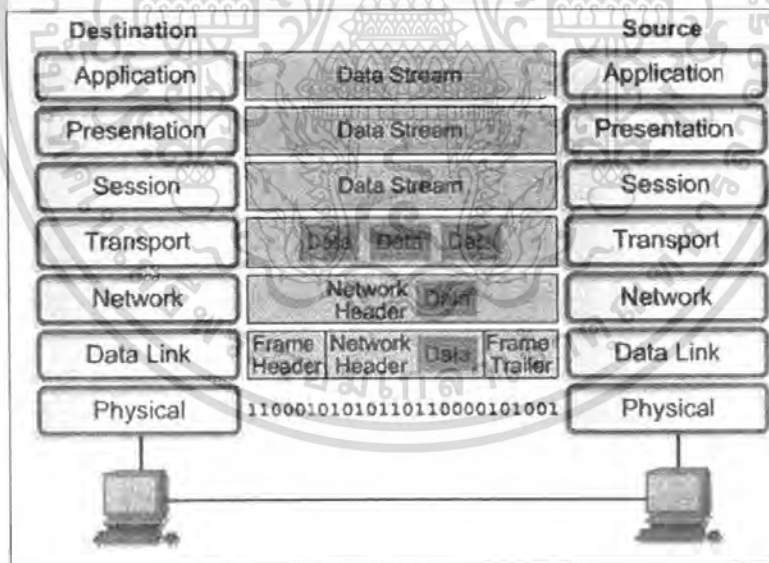 Destination Source
Application Data Stream Application
Presentation Data Stream Presentation
Session Data Stream Session
Transport Data Data Data Transport
Network Network Header Data Network
Data Link Frame Header Network Header Data Frame Trailer Data Link
Physical 1100010101011011000010100​1 Physical